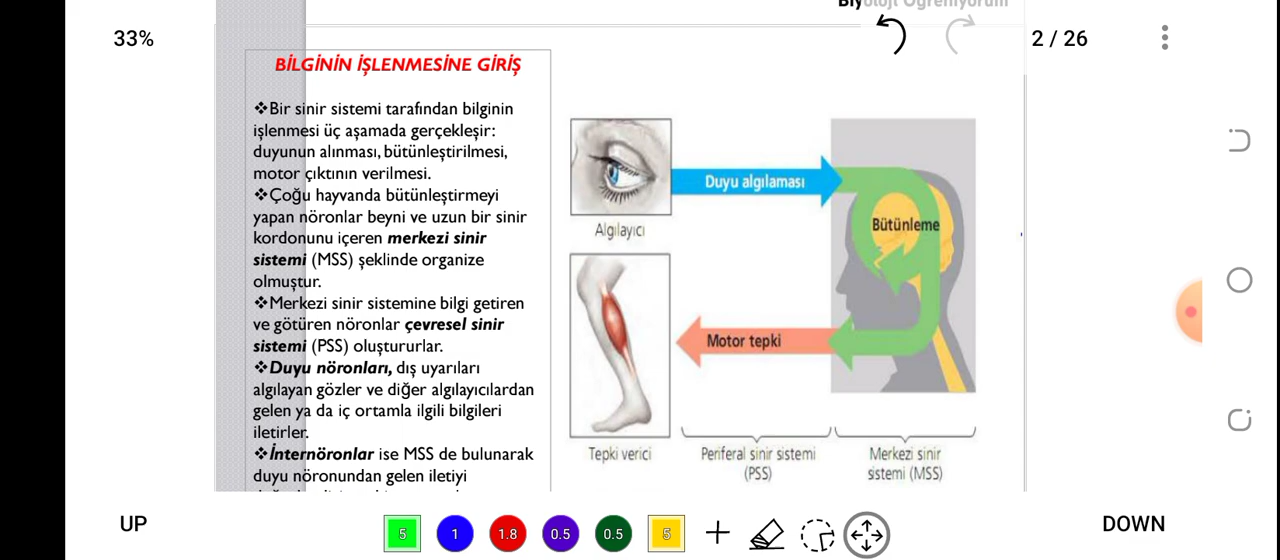 Biyoloji Öğreniyorum
33%
2 / 26
BİLGİNİN İŞLENMESİNE GİRİŞ
❖Bir sinir sistemi tarafından bilginin
işlenmesi üç aşamada gerçekleşir:
duyunun alınması, bütünleştirilmesi,
motor çıktının verilmesi.
❖Çoğu hayvanda bütünleştirmeyi
yapan nöronlar beyni ve uzun bir sinir
kordonunu içeren merkezi sinir
sistemi (MSS) şeklinde organize
olmuştur.
❖Merkezi sinir sistemine bilgi getiren
ve götüren nöronlar çevresel sinir
sistemi (PSS) oluştururlar.
❖Duyu nöronları, dış uyarıları
algılayan gözler ve diğer algılayıcılardan
gelen ya da iç ortamla ilgili bilgileri
iletirler.
❖İnternöronlar ise MSS de bulunarak
duyu nöronundan gelen iletiyi
Duyu algılaması
Bütünleme
Algılayıcı
Motor tepki
Tepki verici
Periferal sinir sistemi
(PSS)
Merkezi sinir
sistemi (MSS)
UP
5
1
1.8
0.5
0.5
5
DOWN